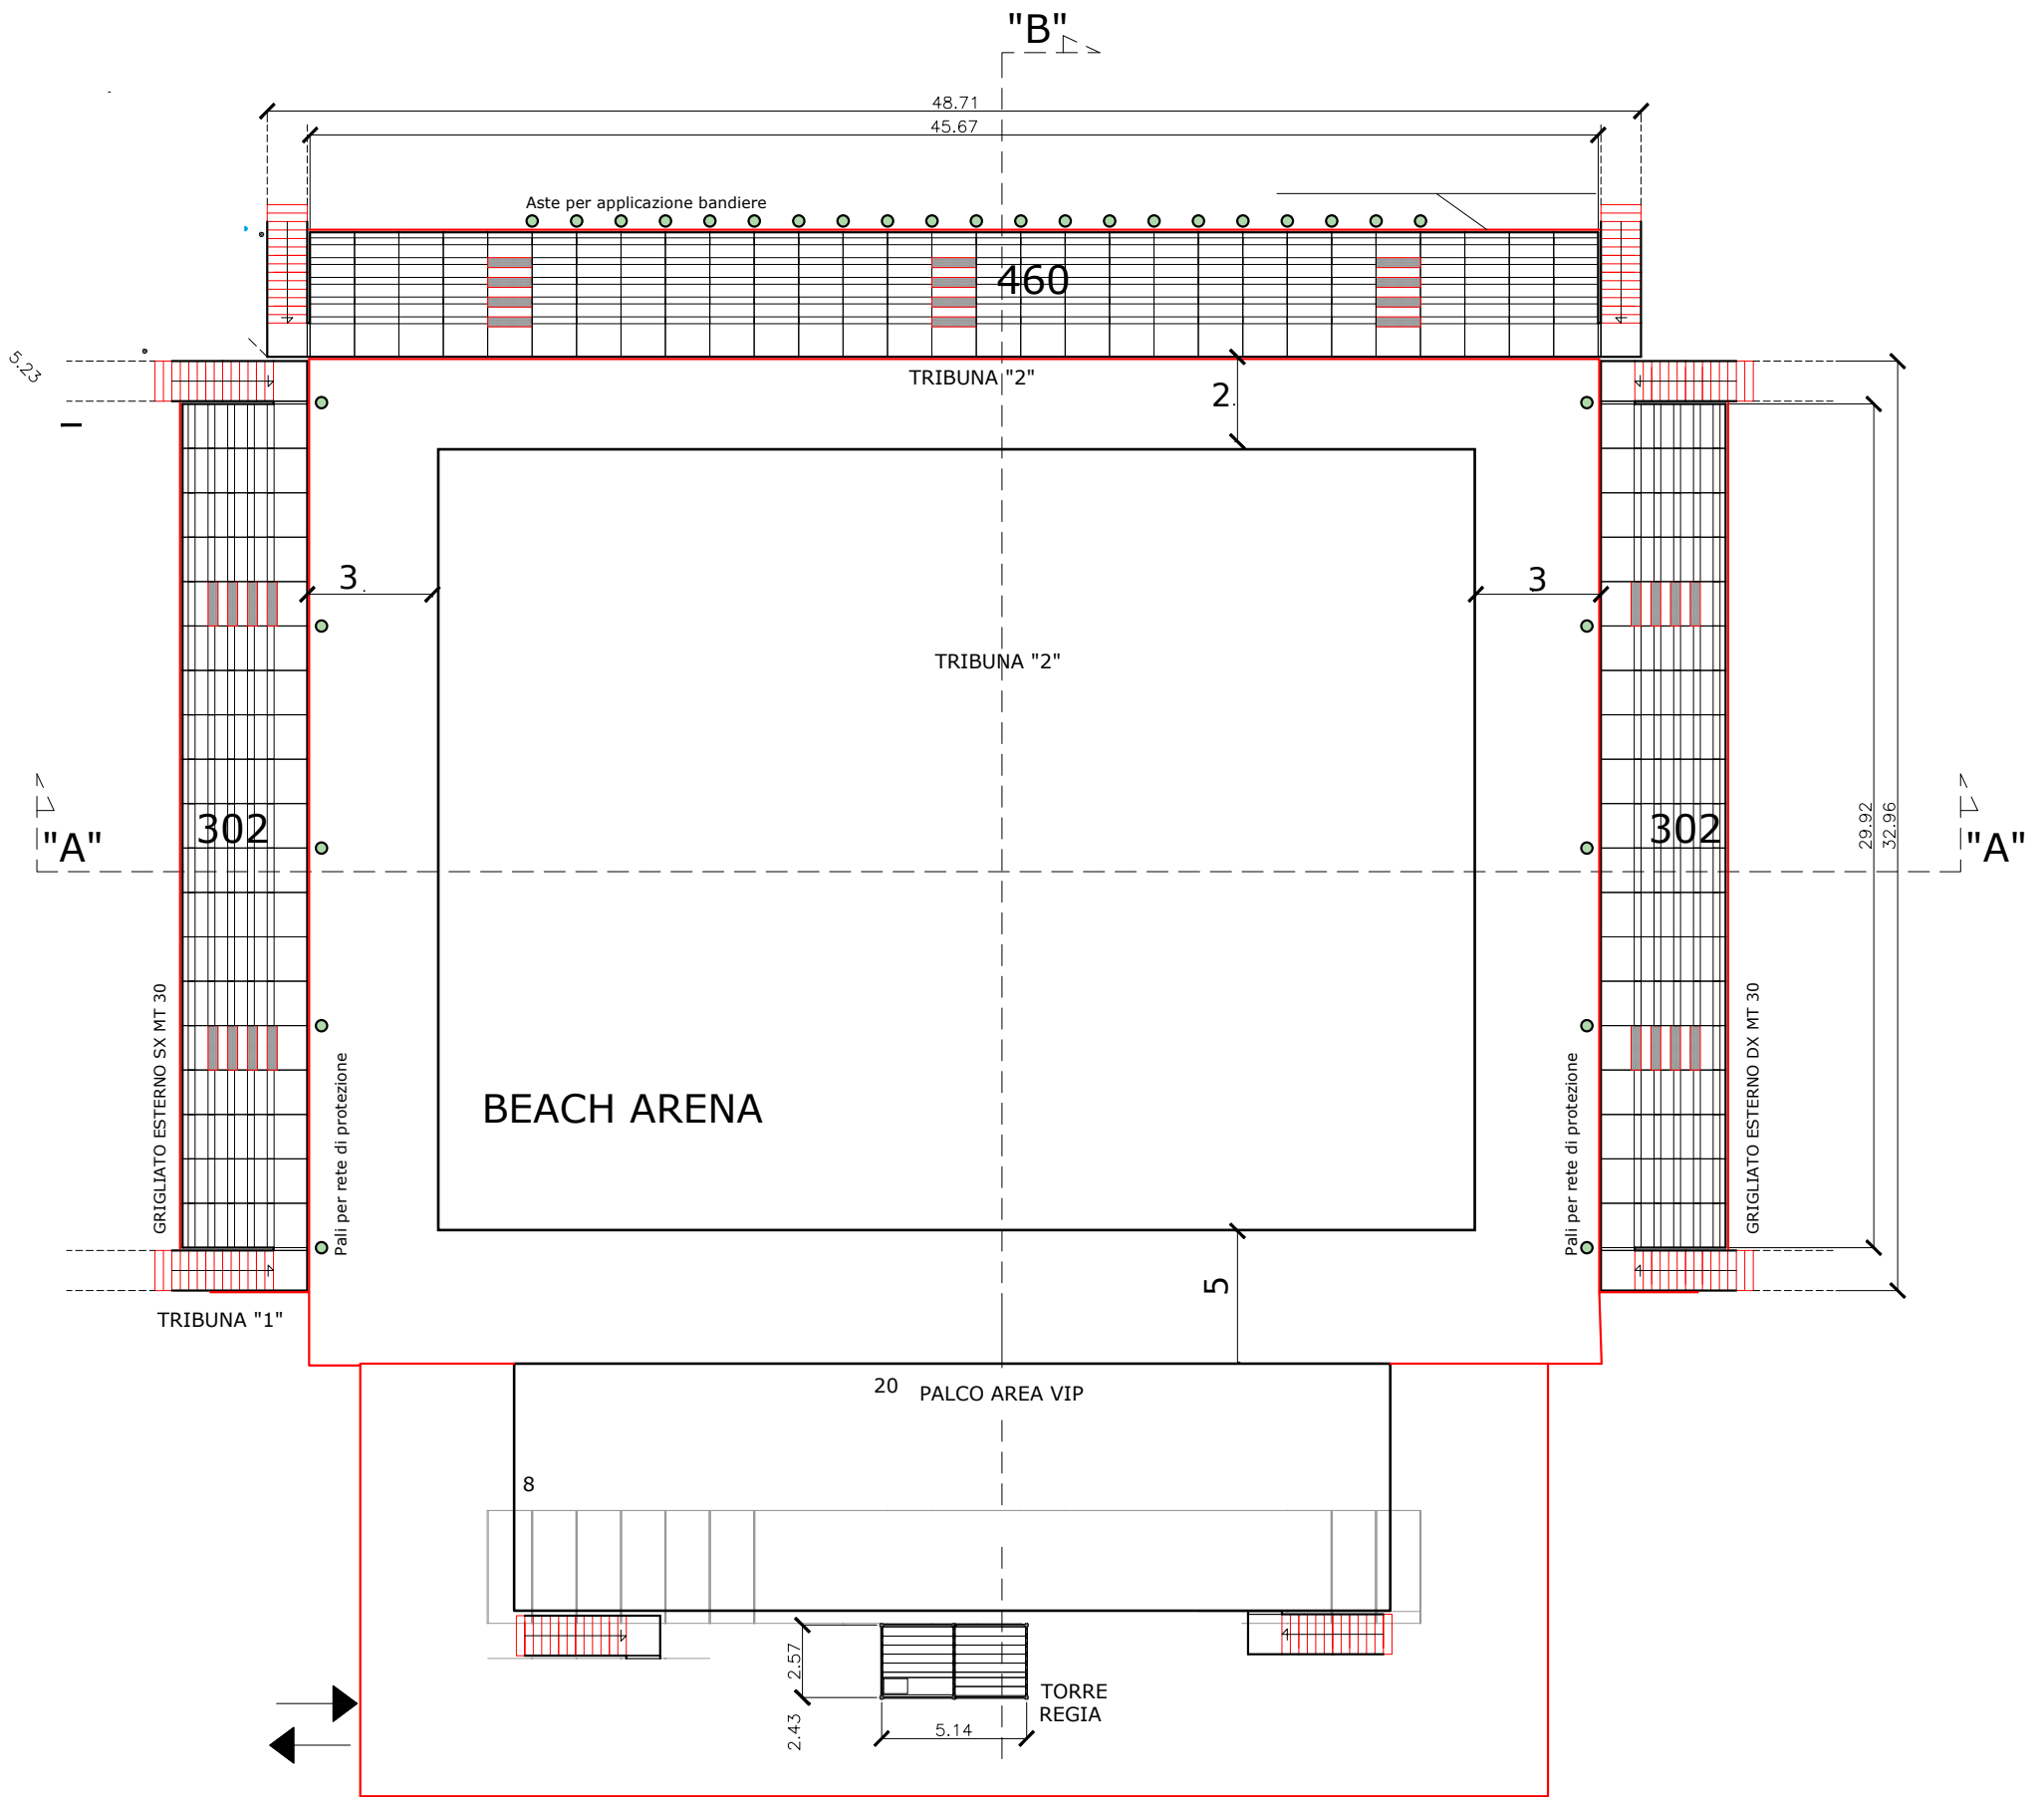 "B"
48.71
45.67
Aste per applicazione bandiere
460
5.23
TRIBUNA "2"
2.
3.
3
TRIBUNA "2"
302
302
29.92
32.96
"A"
"A"
GRIGLIATO ESTERNO SX MT 30
GRIGLIATO ESTERNO DX MT 30
Pali per rete di protezione
Pali per rete di protezione
BEACH ARENA
5
TRIBUNA "1"
20
PALCO AREA VIP
8
2.57
2.43
5.14
TORRE
REGIA